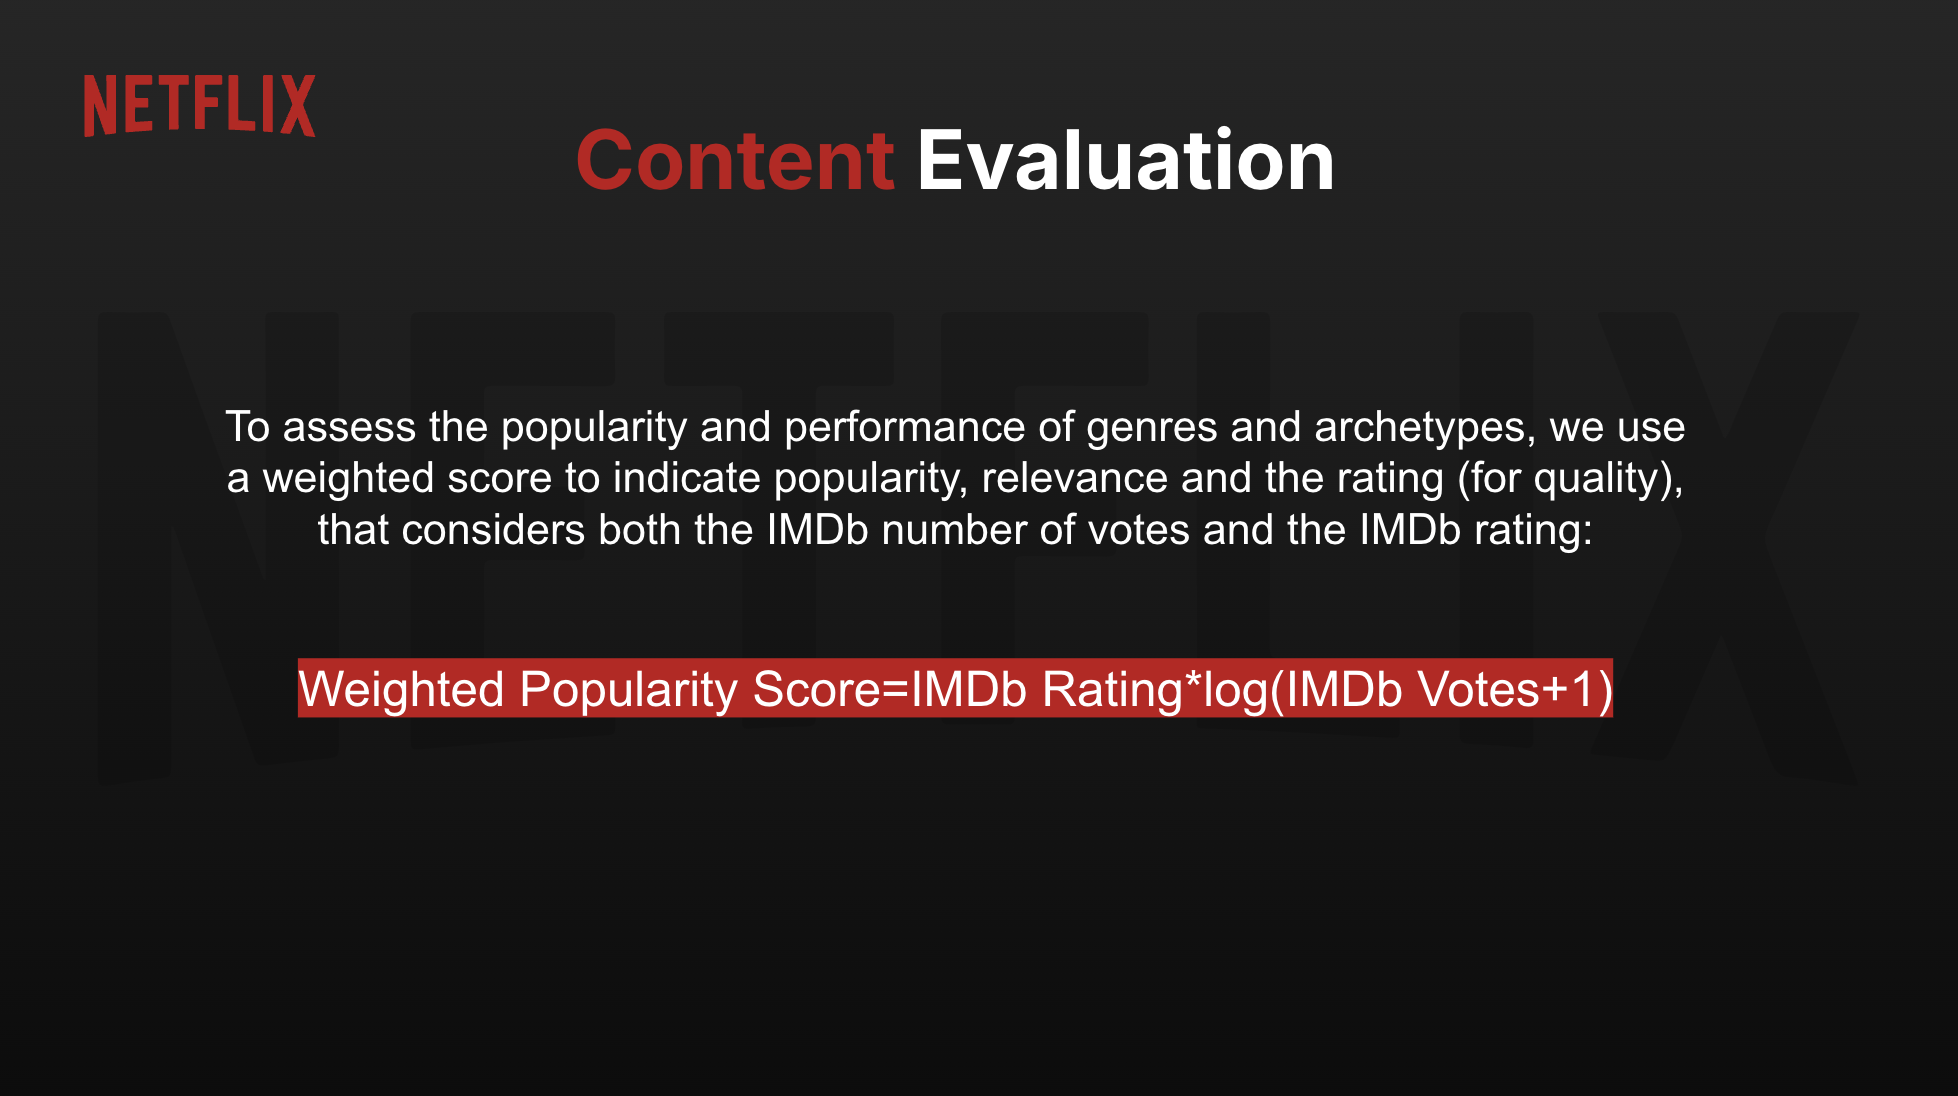 NETFLIX
Content Evaluation
NETFLIX
To assess the popularity and performance of genres and archetypes, we use
a weighted score to indicate popularity, relevance and the rating (for quality),
that considers both the IMDb number of votes and the IMDb rating:
Weighted Popularity Score=IMDb Rating*log(IMDb Votes+1)